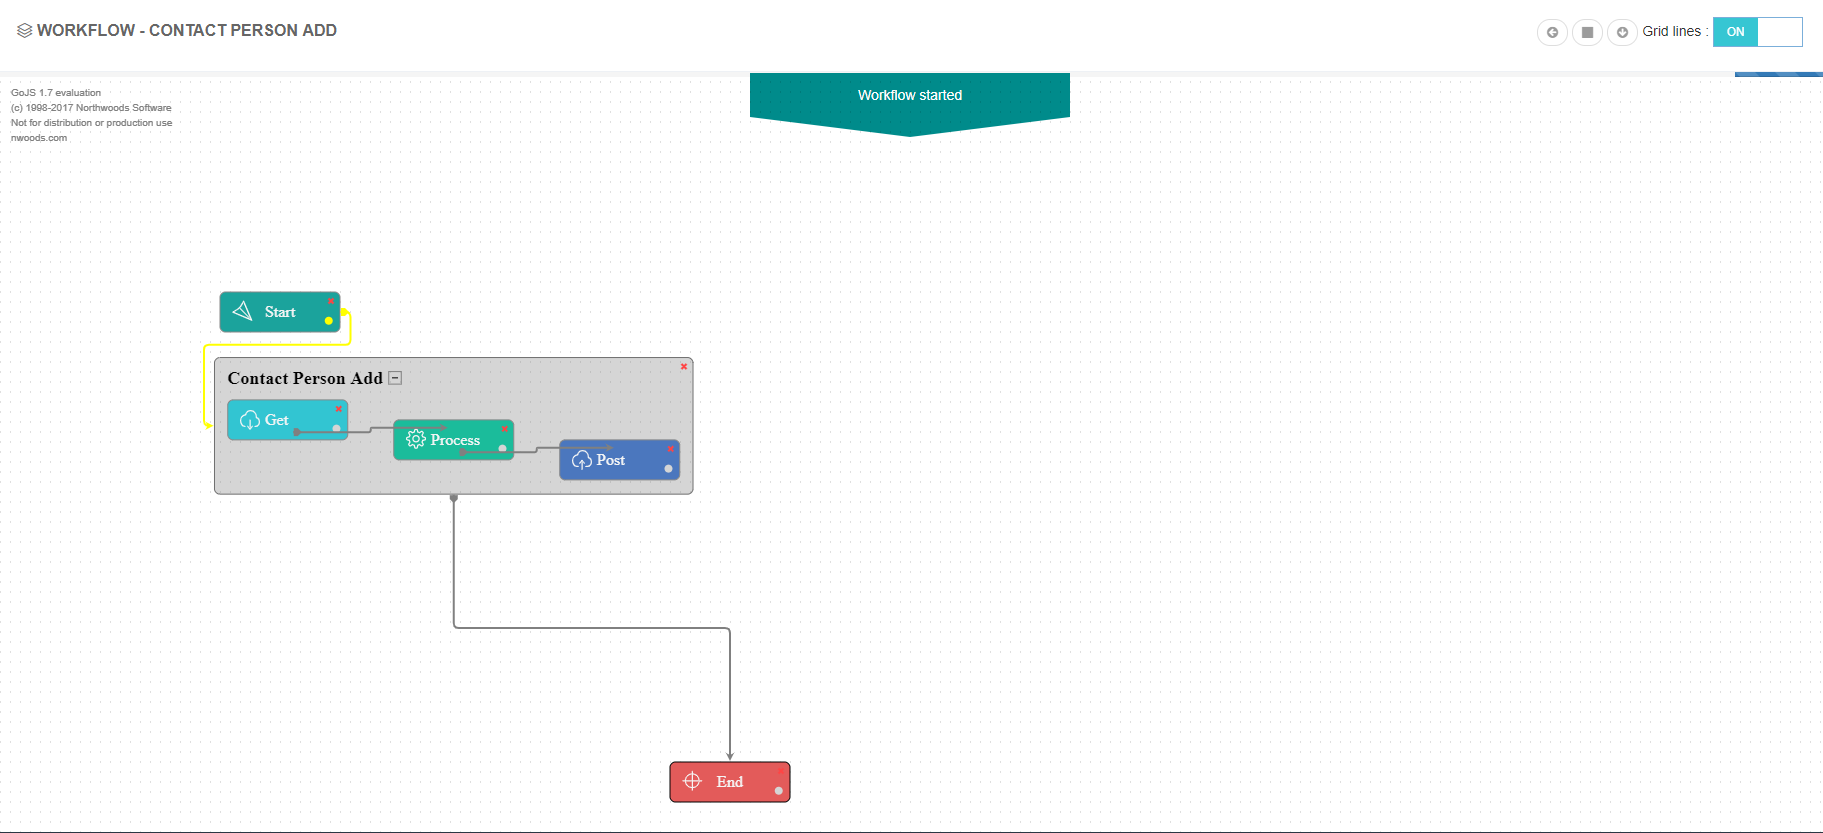 WORKFLOW - CONTACT PERSON ADD
Grid lines : ON
GoJS 1.7 evaluation
(c) 1998-2017 Northwoods Software
Not for distribution or production use
nwoods.com
Workflow started
Start
Contact Person Add
Get
Process
Post
End